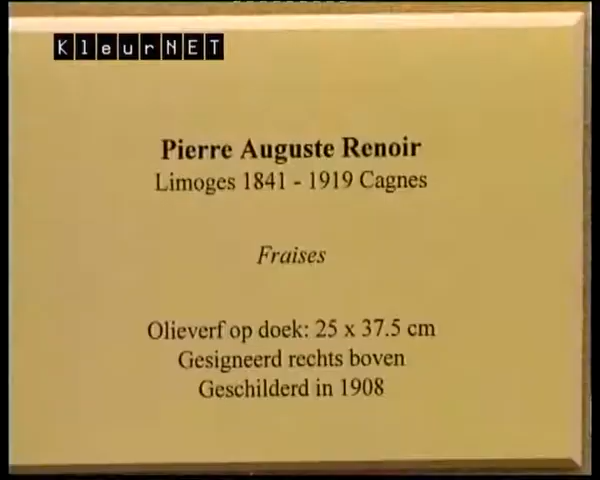 KleurNET
Pierre Auguste Renoir
Limoges 1841 - 1919 Cagnes
Fraises
Olieverf op doek: 25 x 37.5 cm
Gesigneerd rechts boven
Geschilderd in 1908